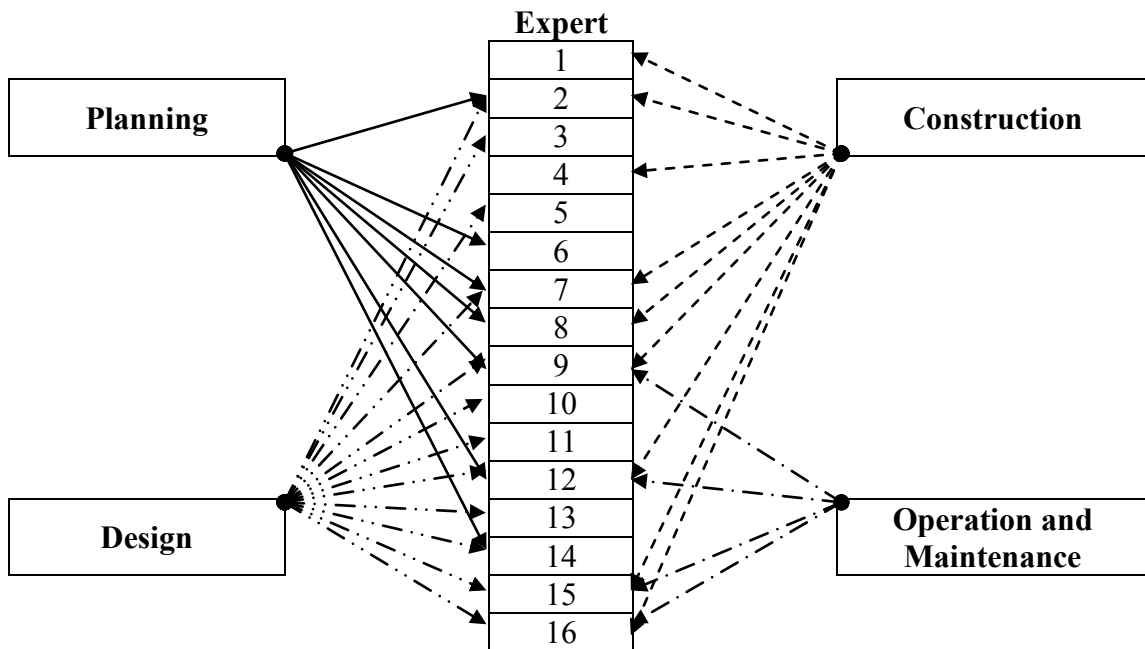 Expert
Planning
Construction
1
2
3
4
5
6
7
8
9
10
11
12
13
14
15
16
Design
Operation and
Maintenance